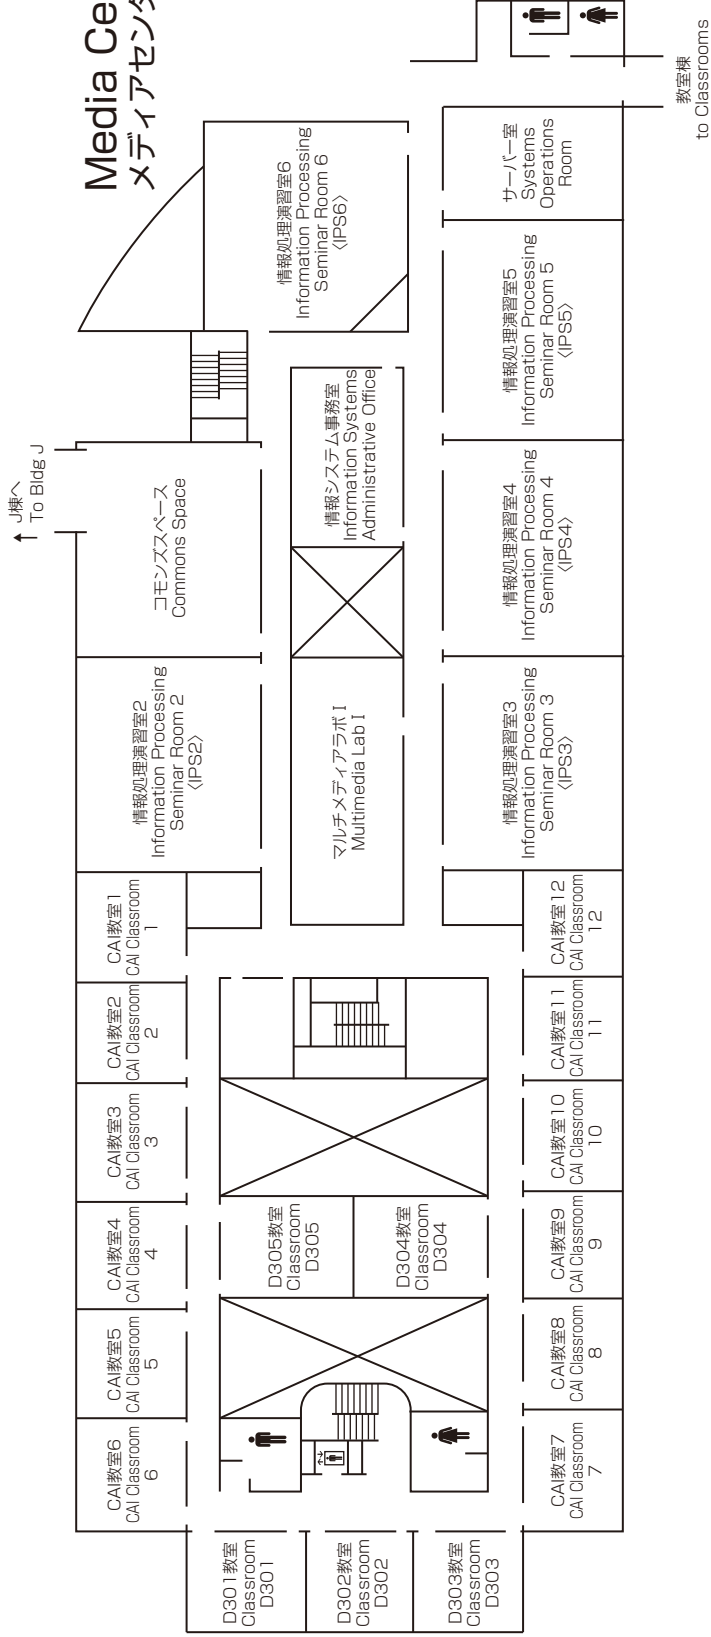 Media Ce
メディアセンタ
↑ J棟へ
To Bldg J
教室棟
to Classrooms
情報処理演習室6
Information Processing
Seminar Room 6
〈IPS6〉
サーバー室
Systems
Operations
Room
情報処理演習室5
Information Processing
Seminar Room 5
〈IPS5〉
情報システム事務室
Information Systems
Administrative Office
コモンズスペース
Commons Space
情報処理演習室4
Information Processing
Seminar Room 4
〈IPS4〉
情報処理演習室2
Information Processing
Seminar Room 2
〈IPS2〉
マルチメディアラボ I
Multimedia Lab I
情報処理演習室3
Information Processing
Seminar Room 3
〈IPS3〉
CAI教室1
CAI Classroom
1
CAI教室2
CAI Classroom
2
CAI教室3
CAI Classroom
3
CAI教室4
CAI Classroom
4
CAI教室5
CAI Classroom
5
CAI教室6
CAI Classroom
6
D305教室
Classroom
D305
D304教室
Classroom
D304
CAI教室12
CAI Classroom
12
CAI教室11
CAI Classroom
11
CAI教室10
CAI Classroom
10
CAI教室9
CAI Classroom
9
CAI教室8
CAI Classroom
8
CAI教室7
CAI Classroom
7
D301教室
Classroom
D301
D302教室
Classroom
D302
D303教室
Classroom
D303